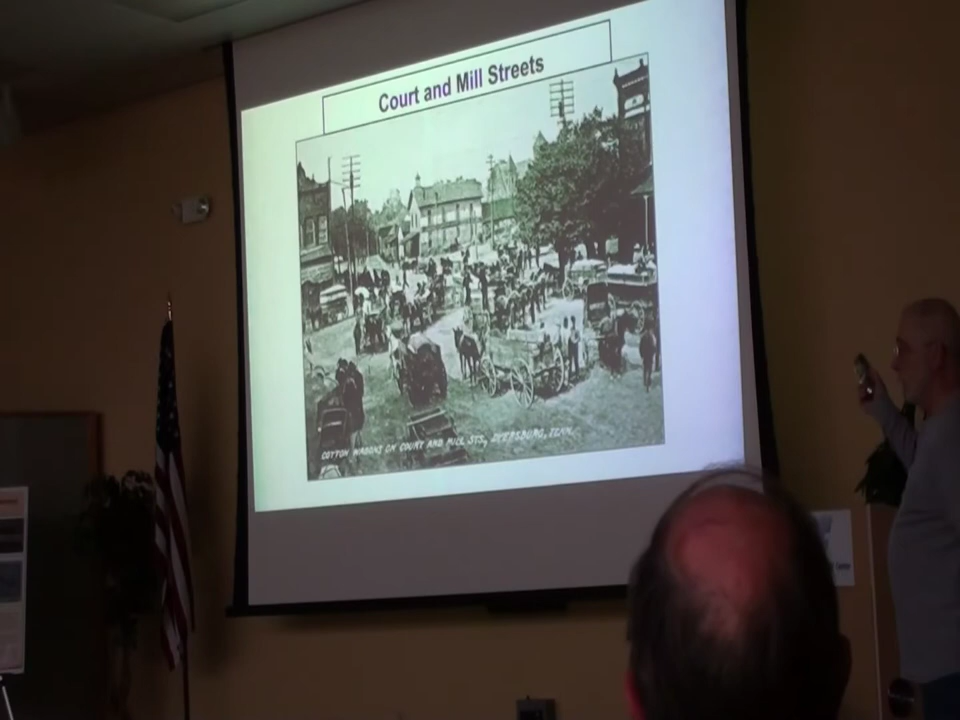 Court and Mill Streets
COTTON WAGONS ON COURT AND MILL STS., DYERSBURG, TENN.